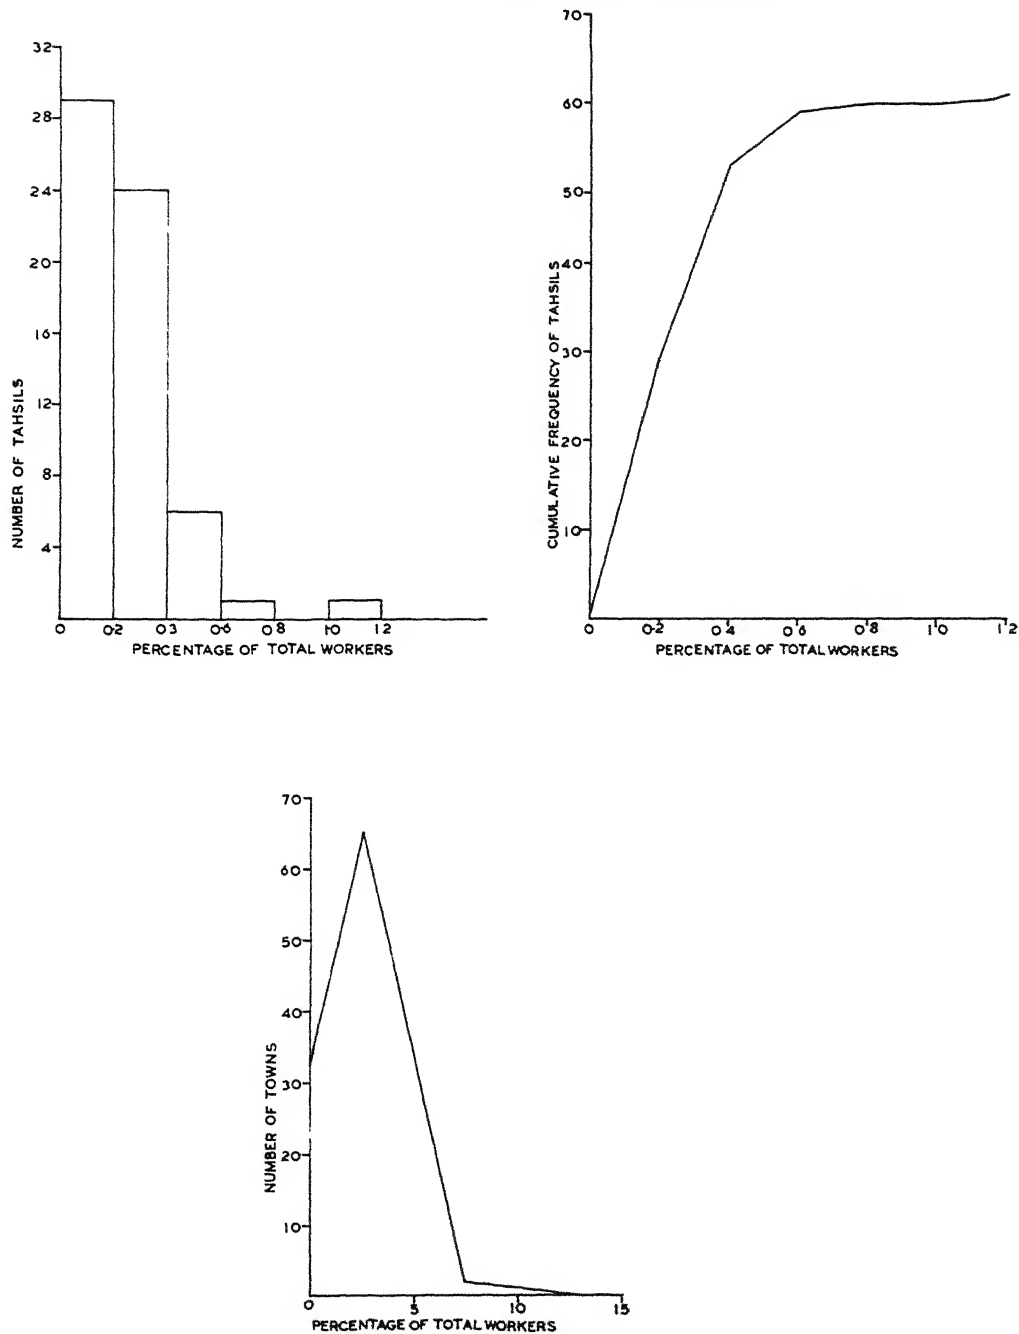 32
28
24
20
16
12
8
4
NUMBER OF TAHSILS
0 0·2 0·3 0·6 0·8 1·0 1·2
PERCENTAGE OF TOTAL WORKERS
70
60
50
40
30
20
10
CUMULATIVE FREQUENCY OF TAHSILS
0 0·2 0·4 0·6 0·8 1·0 1·2
PERCENTAGE OF TOTAL WORKERS
70
60
50
40
30
20
10
NUMBER OF TOWNS
0 5 10 15
PERCENTAGE OF TOTAL WORKERS